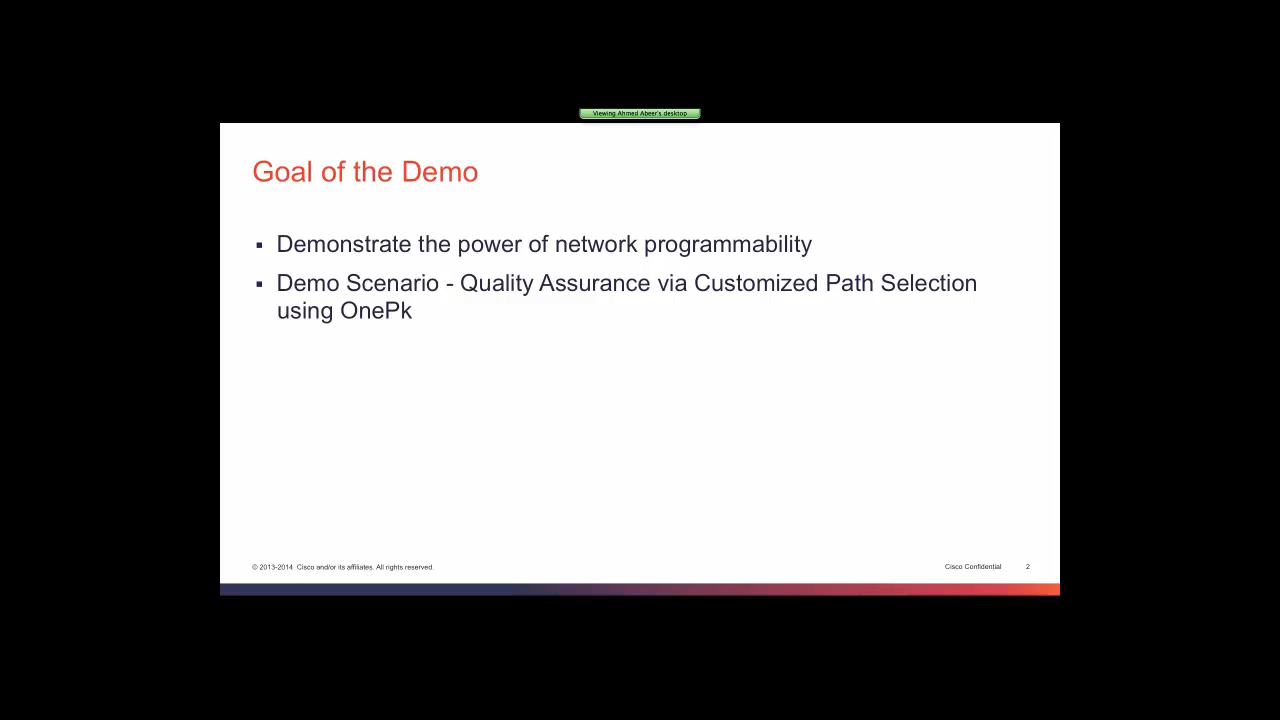 Viewing Ahmed Abeer's desktop
Goal of the Demo
▪ Demonstrate the power of network programmability
▪ Demo Scenario - Quality Assurance via Customized Path Selection
using OnePk
© 2013-2014 Cisco and/or its affiliates. All rights reserved.
Cisco Confidential 2